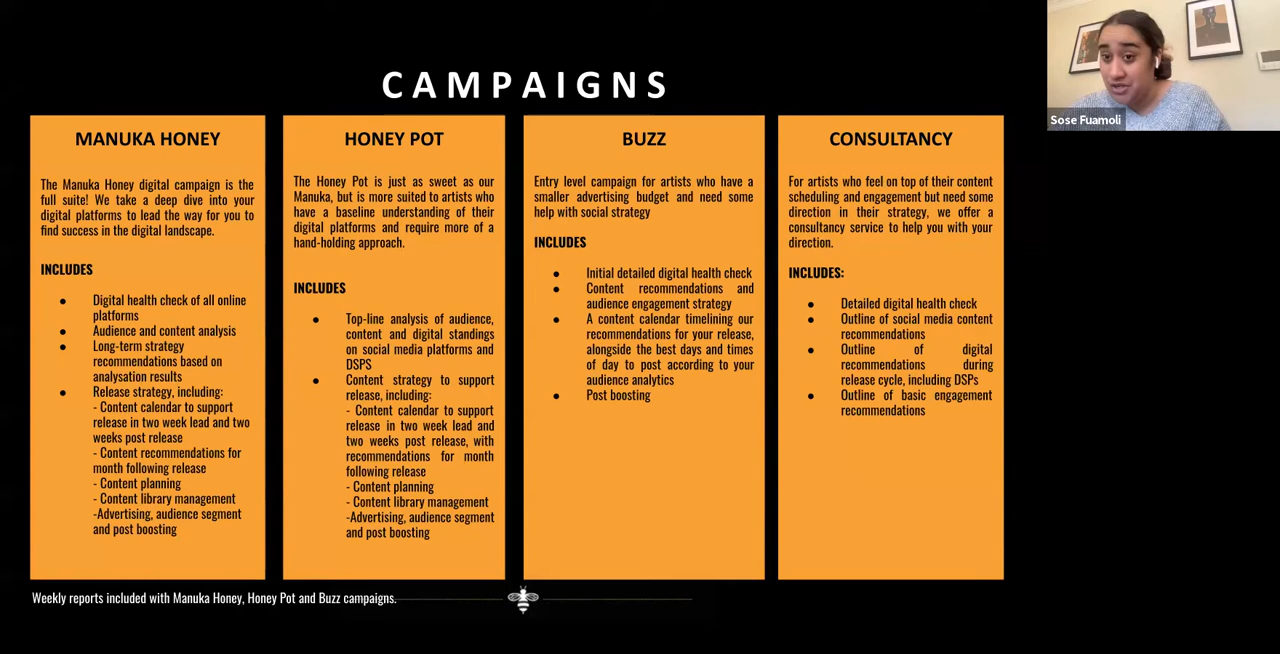 CAMPAIGNS
MANUKA HONEY
The Manuka Honey digital campaign is the
full suite! We take a deep dive into your
digital platforms to lead the way for you to
find success in the digital landscape.
INCLUDES
● Digital health check of all online
platforms
● Audience and content analysis
● Long-term strategy
recommendations based on
analysation results
● Release strategy, including:
- Content calendar to support
release in two week lead and two
weeks post release
- Content recommendations for
month following release
- Content planning
- Content library management
-Advertising, audience segment
and post boosting
HONEY POT
The Honey Pot is just as sweet as our
Manuka, but is more suited to artists who
have a baseline understanding of their
digital platforms and require more of a
hand-holding approach.
INCLUDES
● Top-line analysis of audience,
content and digital standings
on social media platforms and
DSPS
● Content strategy to support
release, including:
- Content calendar to support
release in two week lead and
two weeks post release, with
recommendations for month
following release
- Content planning
- Content library management
-Advertising, audience segment
and post boosting
BUZZ
Entry level campaign for artists who have a
smaller advertising budget and need some
help with social strategy
INCLUDES
● Initial detailed digital health check
● Content recommendations and
audience engagement strategy
● A content calendar timelining our
recommendations for your release,
alongside the best days and times
of day to post according to your
audience analytics
● Post boosting
CONSULTANCY
For artists who feel on top of their content
scheduling and engagement but need some
direction in their strategy, we offer a
consultancy service to help you with your
direction.
INCLUDES:
● Detailed digital health check
● Outline of social media content
recommendations
● Outline of digital
recommendations during
release cycle, including DSPs
● Outline of basic engagement
recommendations
Weekly reports included with Manuka Honey, Honey Pot and Buzz campaigns.
Sose Fuamoli